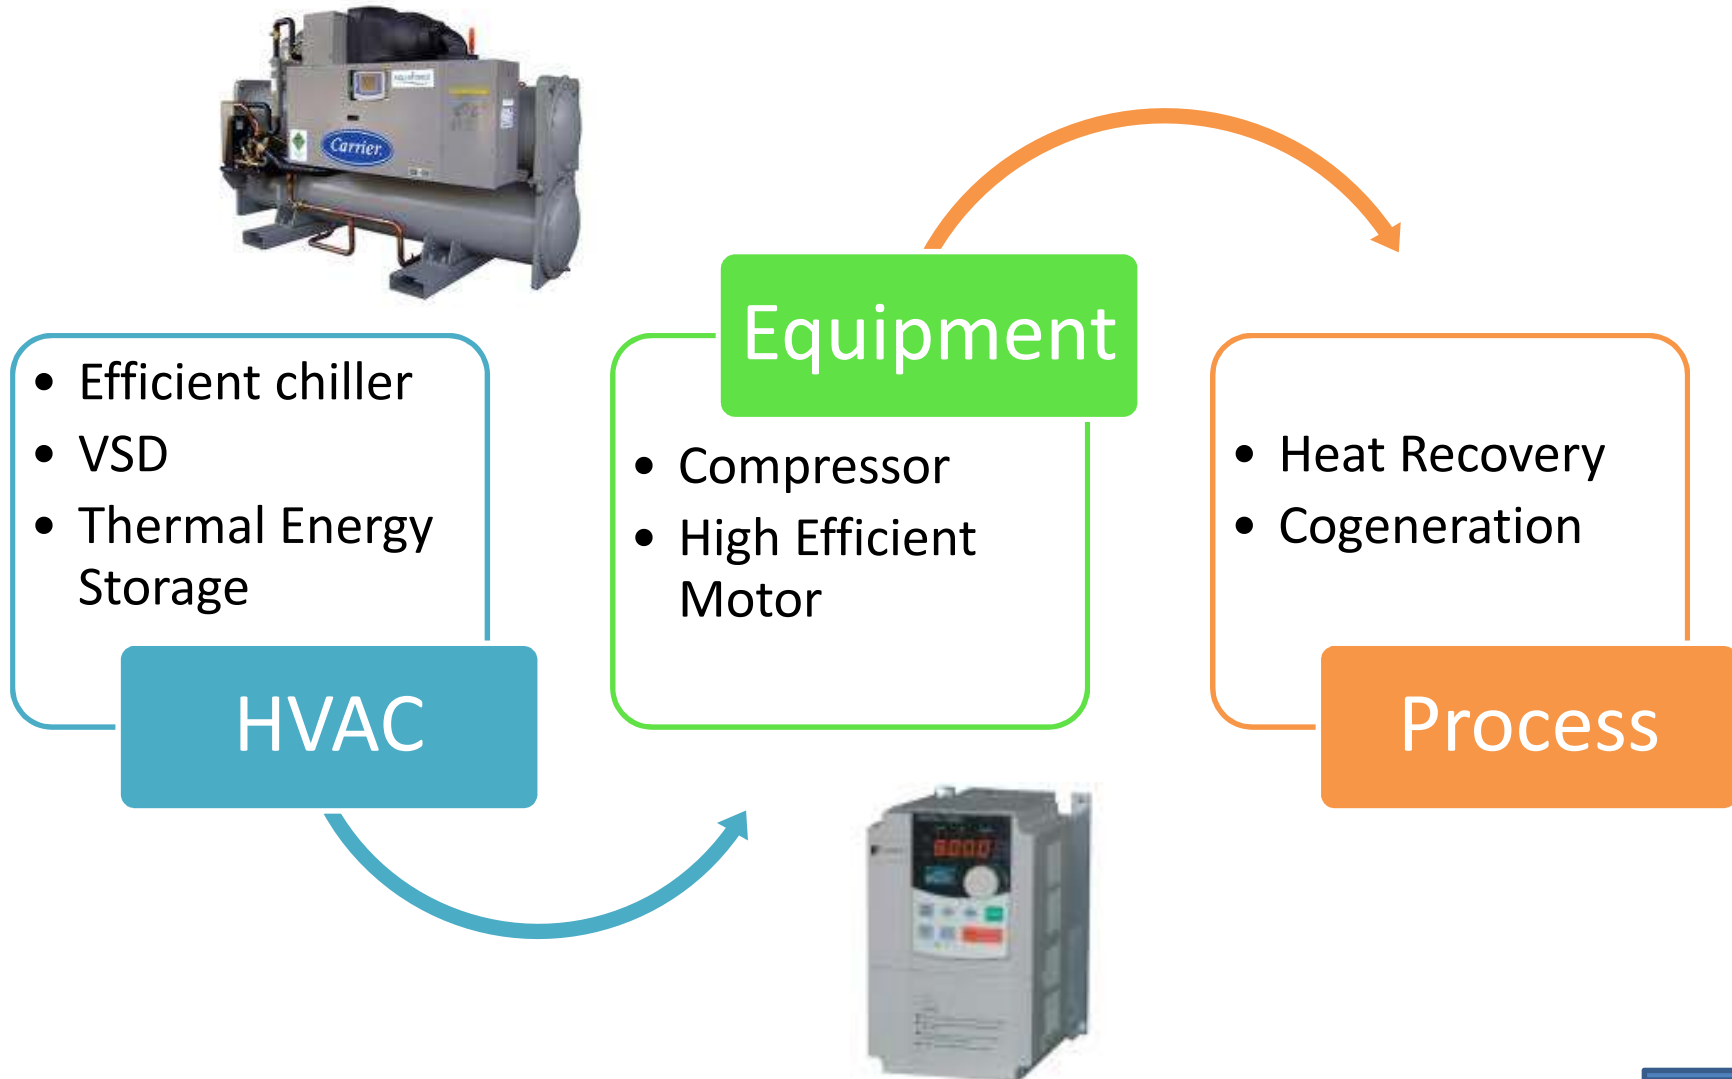 Carrier
• Efficient chiller
• VSD
• Thermal Energy
Storage
HVAC
Equipment
• Compressor
• High Efficient
Motor
• Heat Recovery
• Cogeneration
Process